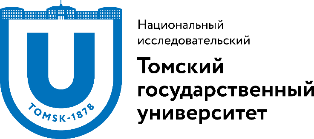 U
TOMSK-1878
Национальный
исследовательский
Томский
государственный
университет